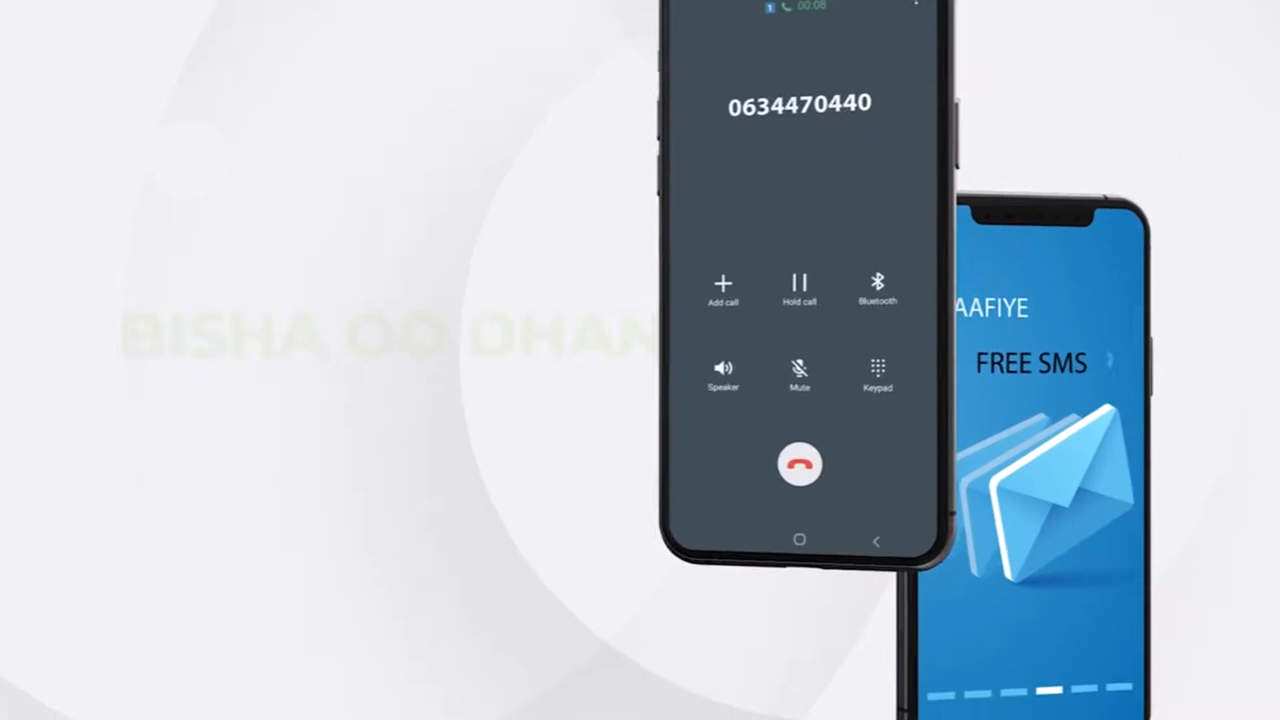 00:08
0634470440
Add call
Hold call
Bluetooth
AAFIYE
BISHA OO DHAN
FREE SMS
Speaker
Mute
Keypad